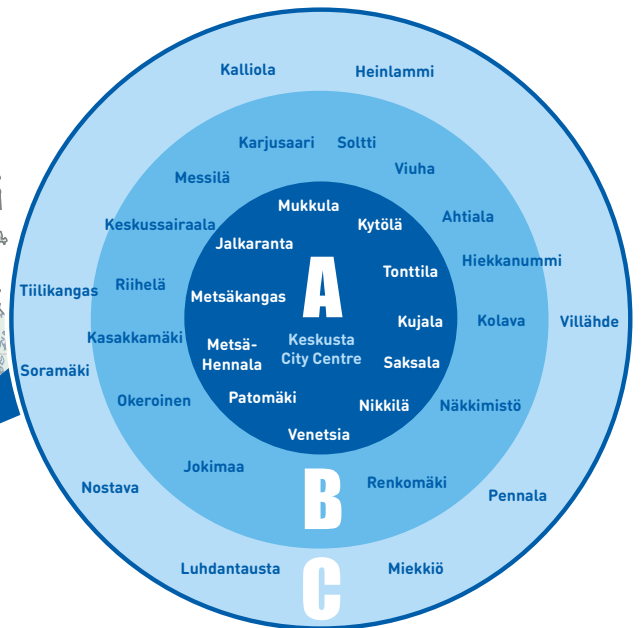 Kalliola
Heinlammi
Karjusaari
Soltti
Viuha
Messilä
Mukkula
Kytölä
Ahtiala
Keskussairaala
Jalkaranta
Hiekkanummi
A
Tonttila
Tiilikangas
Riihelä
Metsäkangas
Kujala
Kolava
Villähde
Kasakkamäki
Metsä-
Hennala
Keskusta
City Centre
Saksala
Soramäki
Okeroinen
Patomäki
Nikkilä
Näkkimistö
Venetsia
Jokimaa
Renkomäki
Nostava
B
Pennala
Luhdantausta
C
Miekkiö